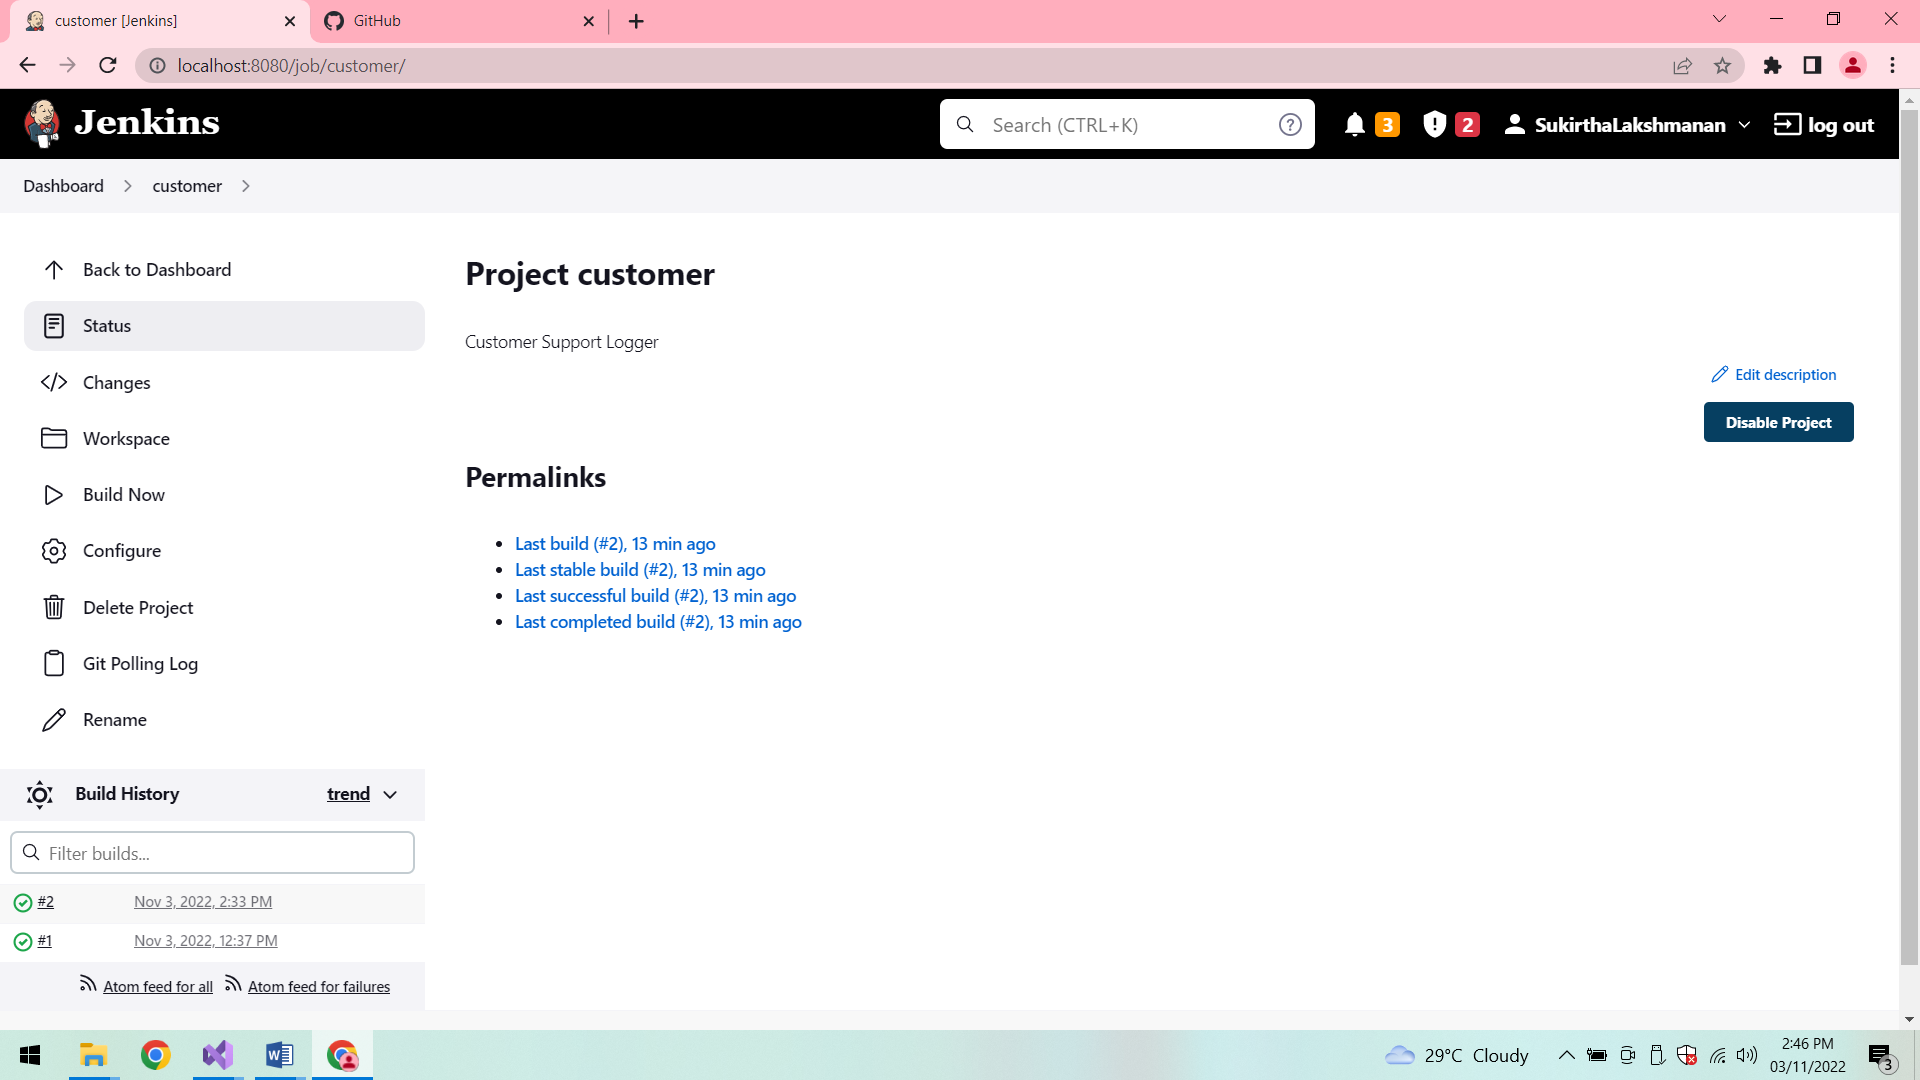 customer [Jenkins]
GitHub
localhost:8080/job/customer/
Jenkins
Search (CTRL+K)
3
2
SukirthaLakshmanan
log out
Dashboard
customer
Back to Dashboard
Status
Changes
Workspace
Build Now
Configure
Delete Project
Git Polling Log
Rename
Project customer
Customer Support Logger
Edit description
Disable Project
Permalinks
Last build (#2), 13 min ago
Last stable build (#2), 13 min ago
Last successful build (#2), 13 min ago
Last completed build (#2), 13 min ago
Build History
trend
Filter builds...
#2 Nov 3, 2022, 2:33 PM
#1 Nov 3, 2022, 12:37 PM
Atom feed for all Atom feed for failures
29°C Cloudy
2:46 PM
03/11/2022
3